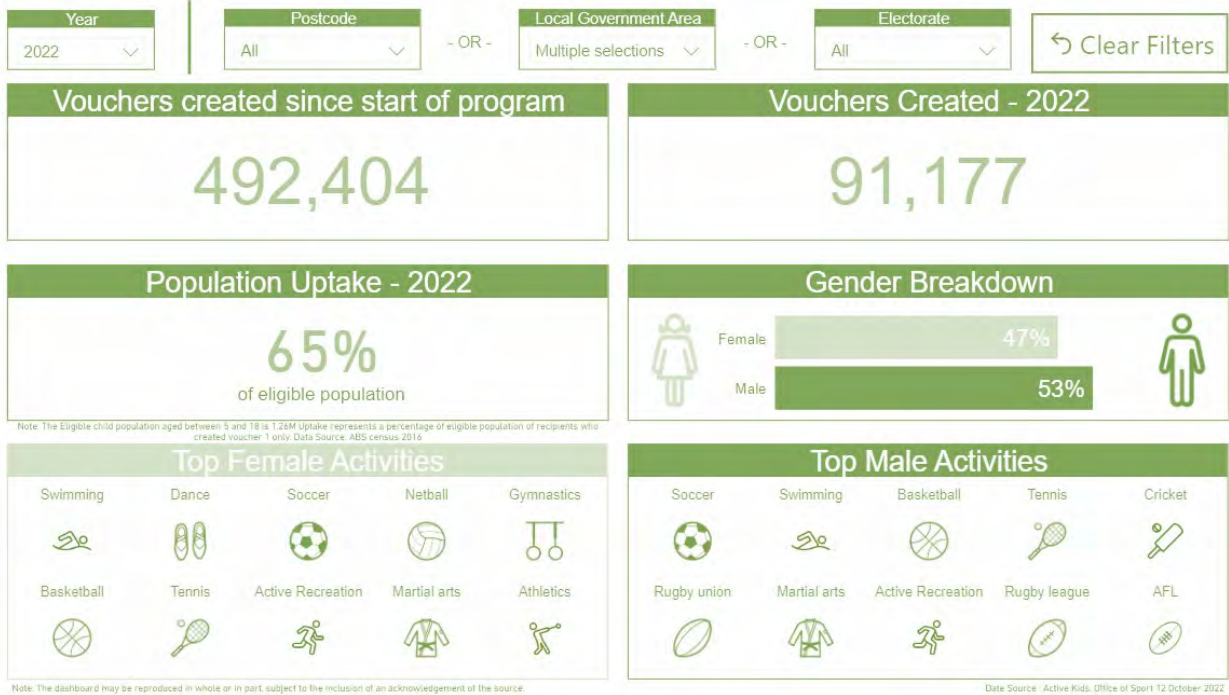 Year
Postcode
Local Government Area
Electorate
2022
All
- OR -
Multiple selections
- OR -
All
Clear Filters
Vouchers created since start of program
492,404
Vouchers Created - 2022
91,177
Population Uptake - 2022
65%
of eligible population
Note: The Eligible child population aged between 5 and 18 is 1.26M Uptake represents a percentage of eligible population of recipients who
created voucher 1 only. Data Source: ABS census 2016
Gender Breakdown
Female
47%
Male
53%
Top Female Activities
Swimming
Dance
Soccer
Netball
Gymnastics
Basketball
Tennis
Active Recreation
Martial arts
Athletics
Top Male Activities
Soccer
Swimming
Basketball
Tennis
Cricket
Rugby union
Martial arts
Active Recreation
Rugby league
AFL
Note: The dashboard may be reproduced in whole or in part, subject to the inclusion of an acknowledgement of the source.
Data Source : Active Kids, Office of Sport 12 October 2022